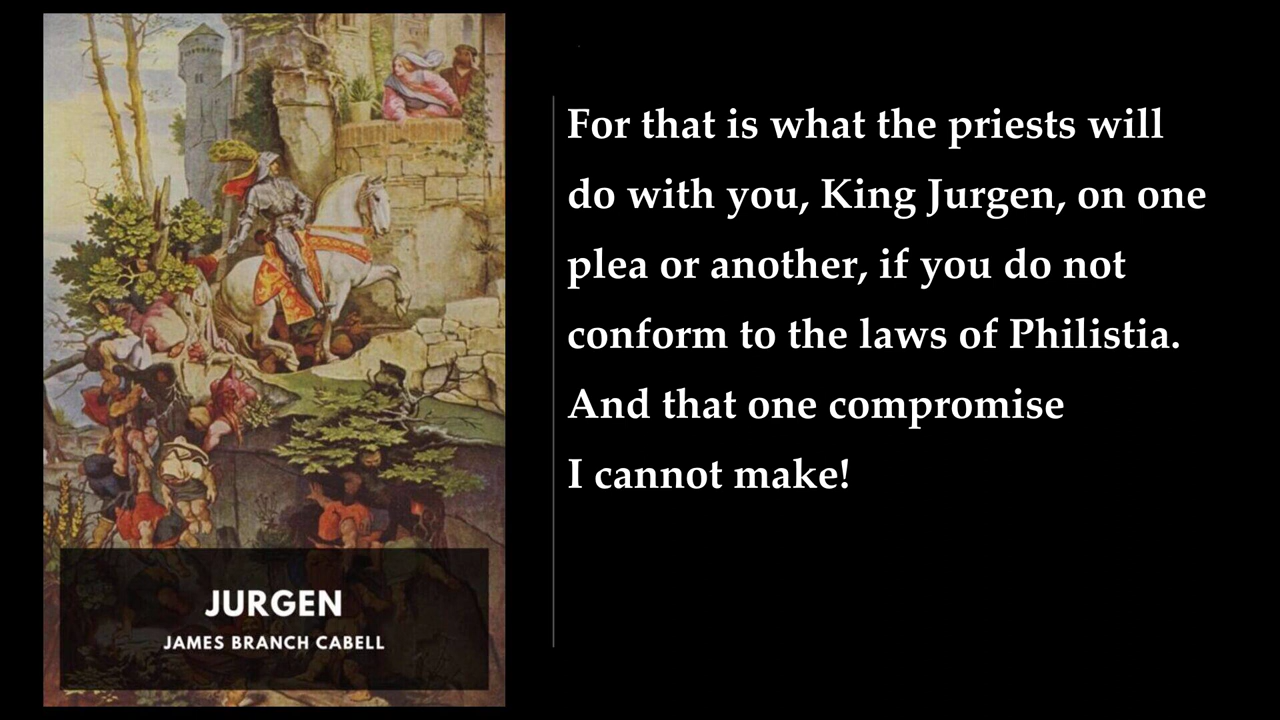 For that is what the priests will
do with you, King Jurgen, on one
plea or another, if you do not
conform to the laws of Philistia.
And that one compromise
I cannot make!
JURGEN
JAMES BRANCH CABELL